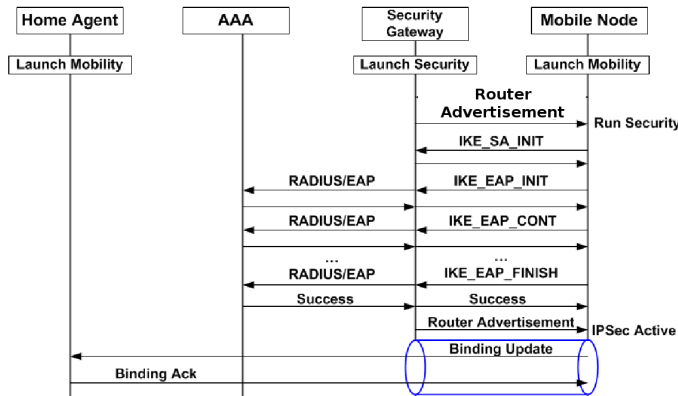 Home Agent
AAA
Security
Gateway
Mobile Node
Launch Mobility
Launch Security
Launch Mobility
Router
Advertisement
Run Security
IKE_SA_INIT
RADIUS/EAP
IKE_EAP_INIT
RADIUS/EAP
IKE_EAP_CONT
...
...
RADIUS/EAP
IKE_EAP_FINISH
Success
Success
Router Advertisement
IPSec Active
Binding Update
Binding Ack